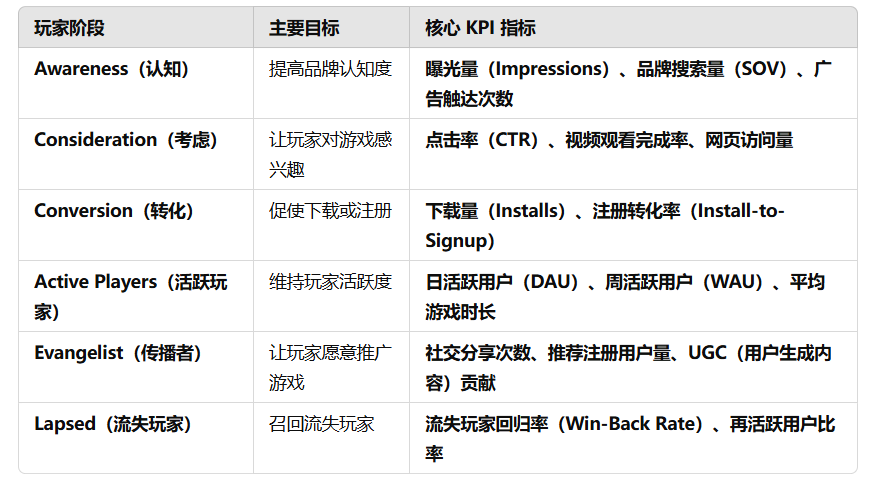 玩家阶段 主要目标 核心 KPI 指标
Awareness（认知） 提高品牌认知度 曝光量（Impressions）、品牌搜索量（SOV）、广
告触达次数
Consideration（考虑） 让玩家对游戏感 点击率（CTR）、视频观看完成率、网页访问量
兴趣
Conversion（转化） 促使下载或注册 下载量（Installs）、注册转化率（Install-to-
Signup）
Active Players（活跃玩 维持玩家活跃度 日活跃用户（DAU）、周活跃用户（WAU）、平均
家） 游戏时长
Evangelist（传播者） 让玩家愿意推广 社交分享次数、推荐注册用户量、UGC（用户生成内
游戏 容）贡献
Lapsed（流失玩家） 召回流失玩家 流失玩家回归率（Win-Back Rate）、再活跃用户比
率